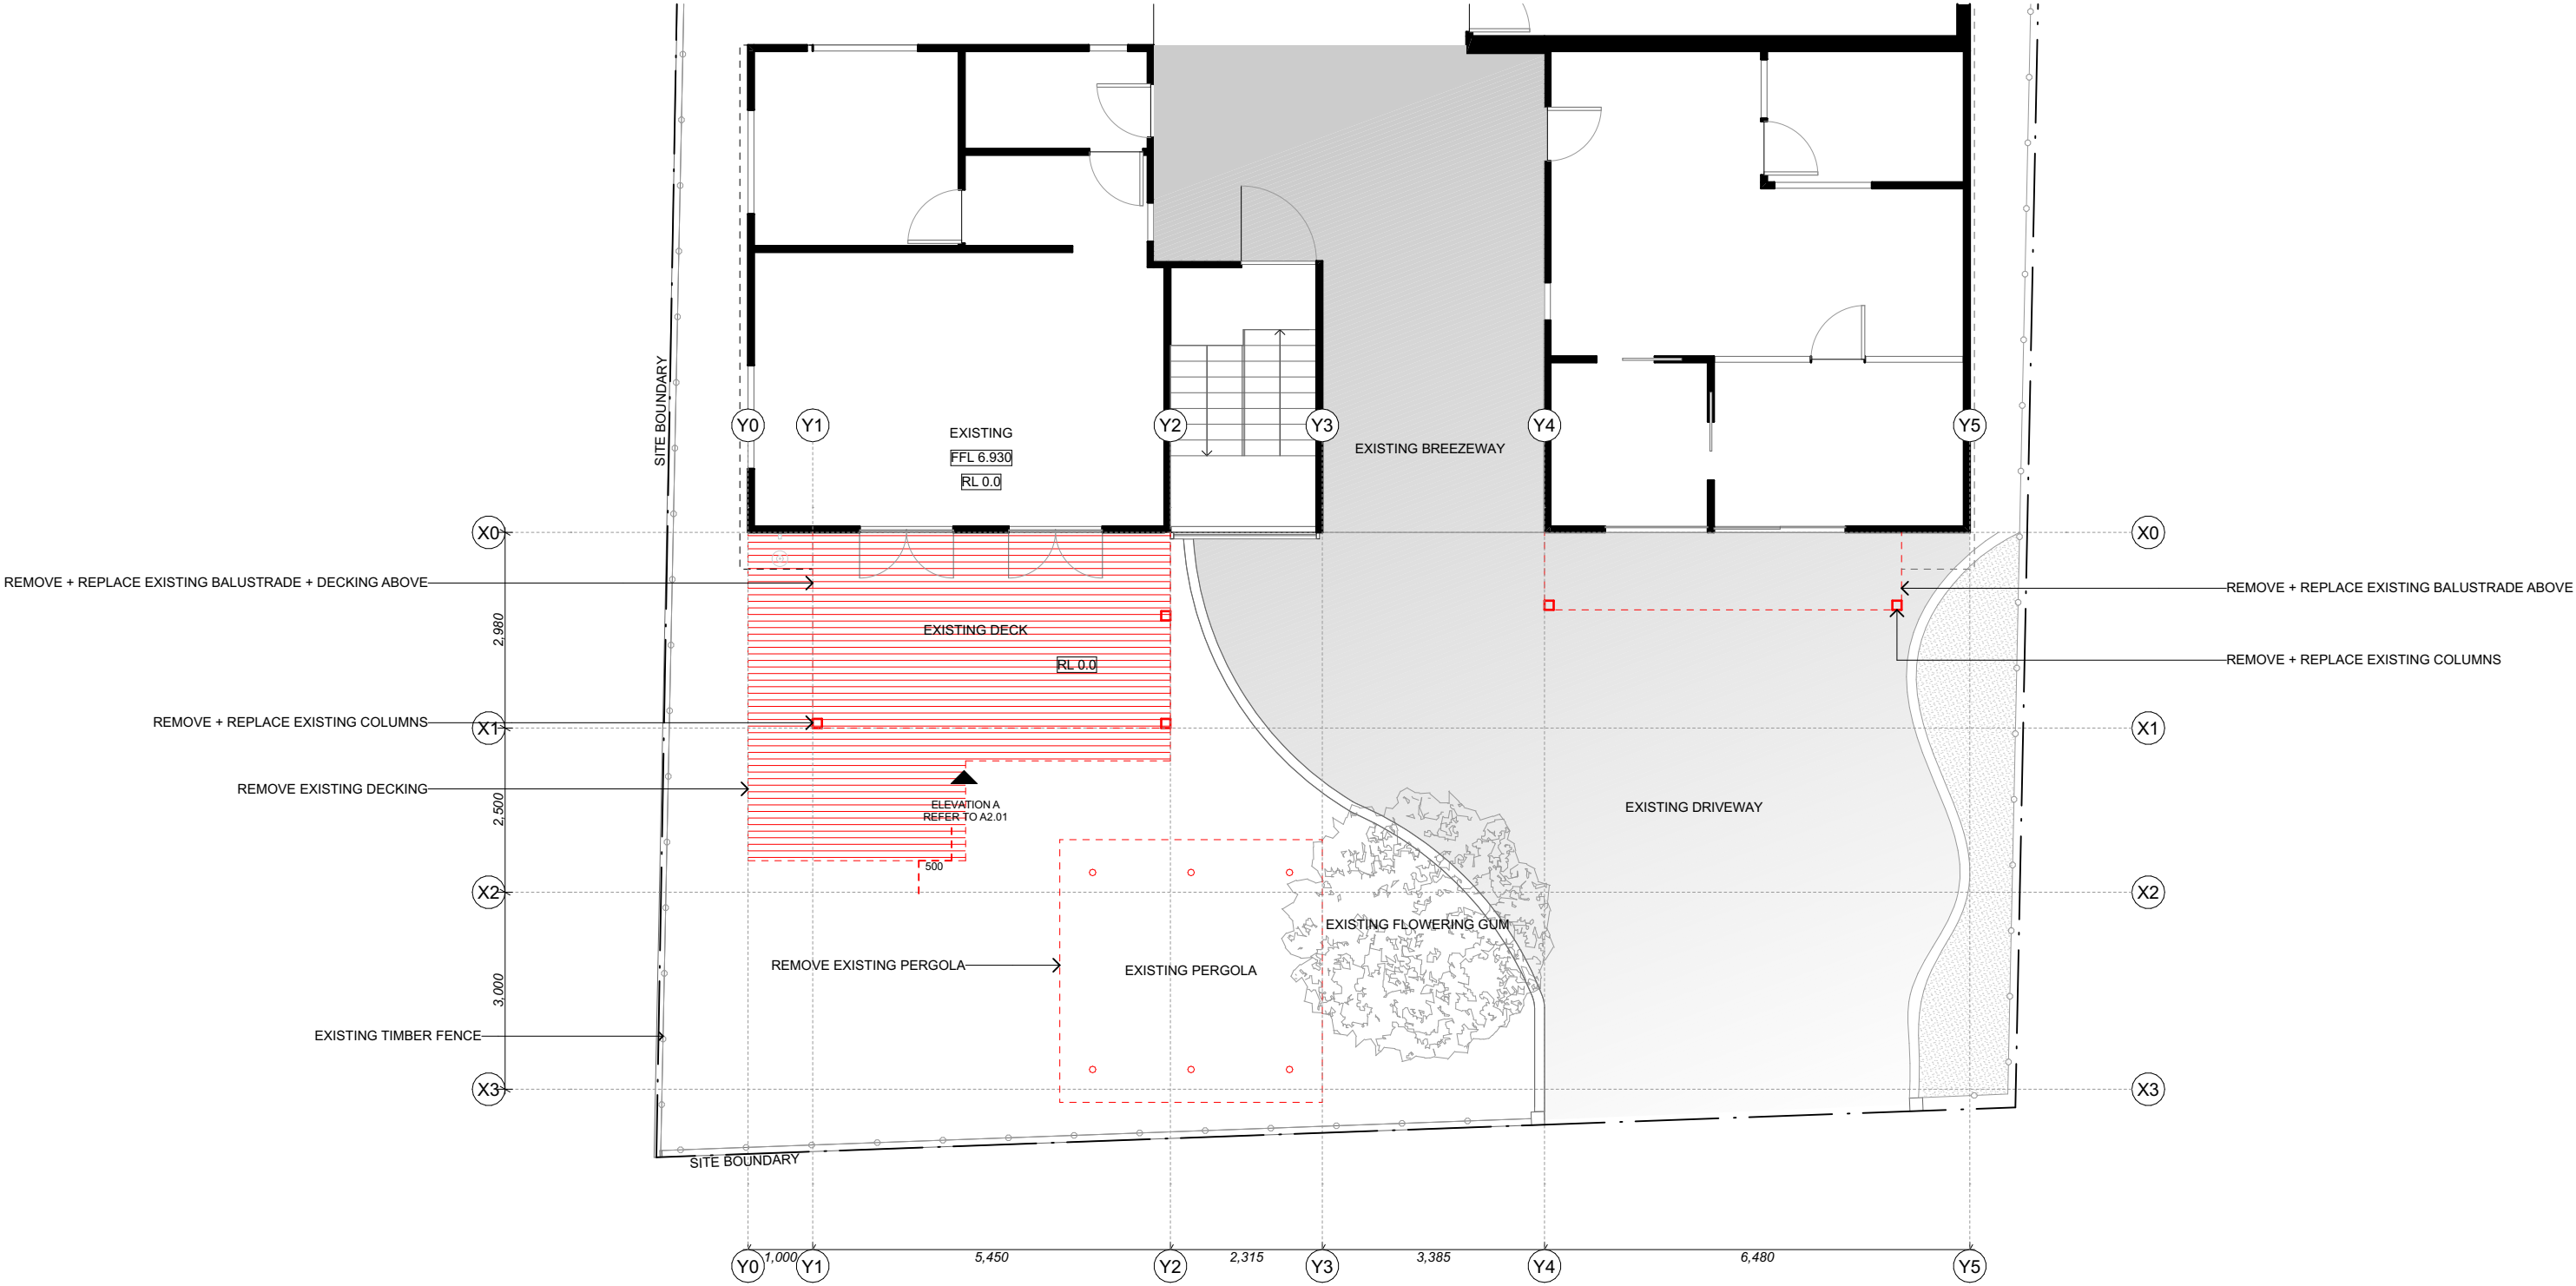 SITE BOUNDARY
Y0
Y1
Y2
Y3
Y4
Y5
EXISTING
FFL 6.930
RL 0.0
EXISTING BREEZEWAY
X0
X0
REMOVE + REPLACE EXISTING BALUSTRADE + DECKING ABOVE
REMOVE + REPLACE EXISTING BALUSTRADE ABOVE
2,980
EXISTING DECK
RL 0.0
REMOVE + REPLACE EXISTING COLUMNS
REMOVE + REPLACE EXISTING COLUMNS
X1
X1
REMOVE EXISTING DECKING
2,500
ELEVATION A
REFER TO A2.01
EXISTING DRIVEWAY
500
X2
X2
EXISTING FLOWERING GUM
REMOVE EXISTING PERGOLA
EXISTING PERGOLA
3,000
EXISTING TIMBER FENCE
X3
X3
SITE BOUNDARY
Y0
1,000
Y1
5,450
Y2
2,315
Y3
3,385
Y4
6,480
Y5